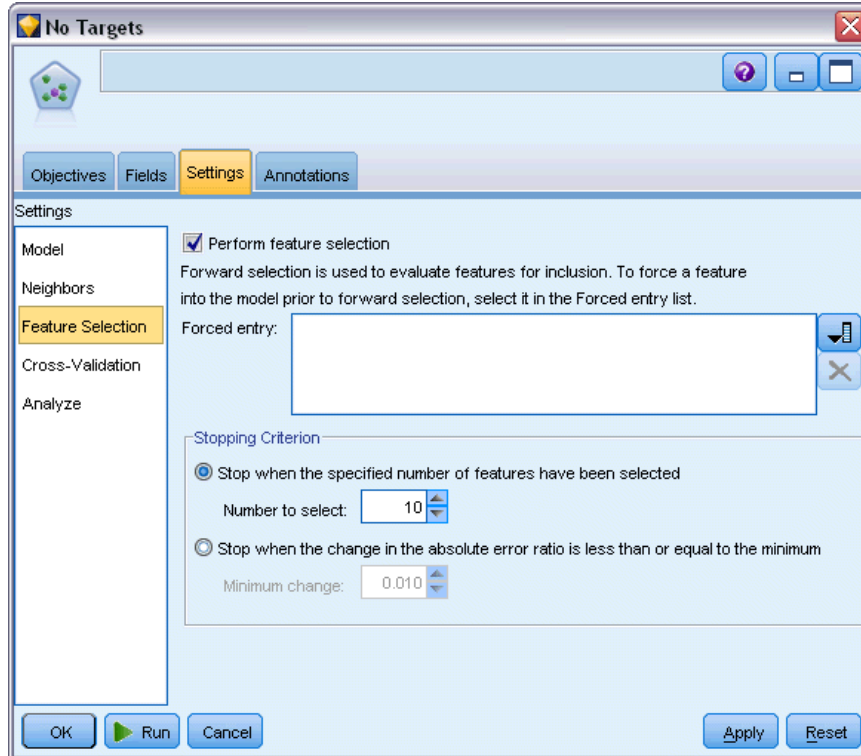 No Targets
Objectives
Fields
Settings
Annotations
Settings
Model
Neighbors
Feature Selection
Cross-Validation
Analyze
Perform feature selection
Forward selection is used to evaluate features for inclusion. To force a feature
into the model prior to forward selection, select it in the Forced entry list.
Forced entry:
Stopping Criterion
Stop when the specified number of features have been selected
Number to select: 10
Stop when the change in the absolute error ratio is less than or equal to the minimum
Minimum change: 0.010
OK
Run
Cancel
Apply
Reset